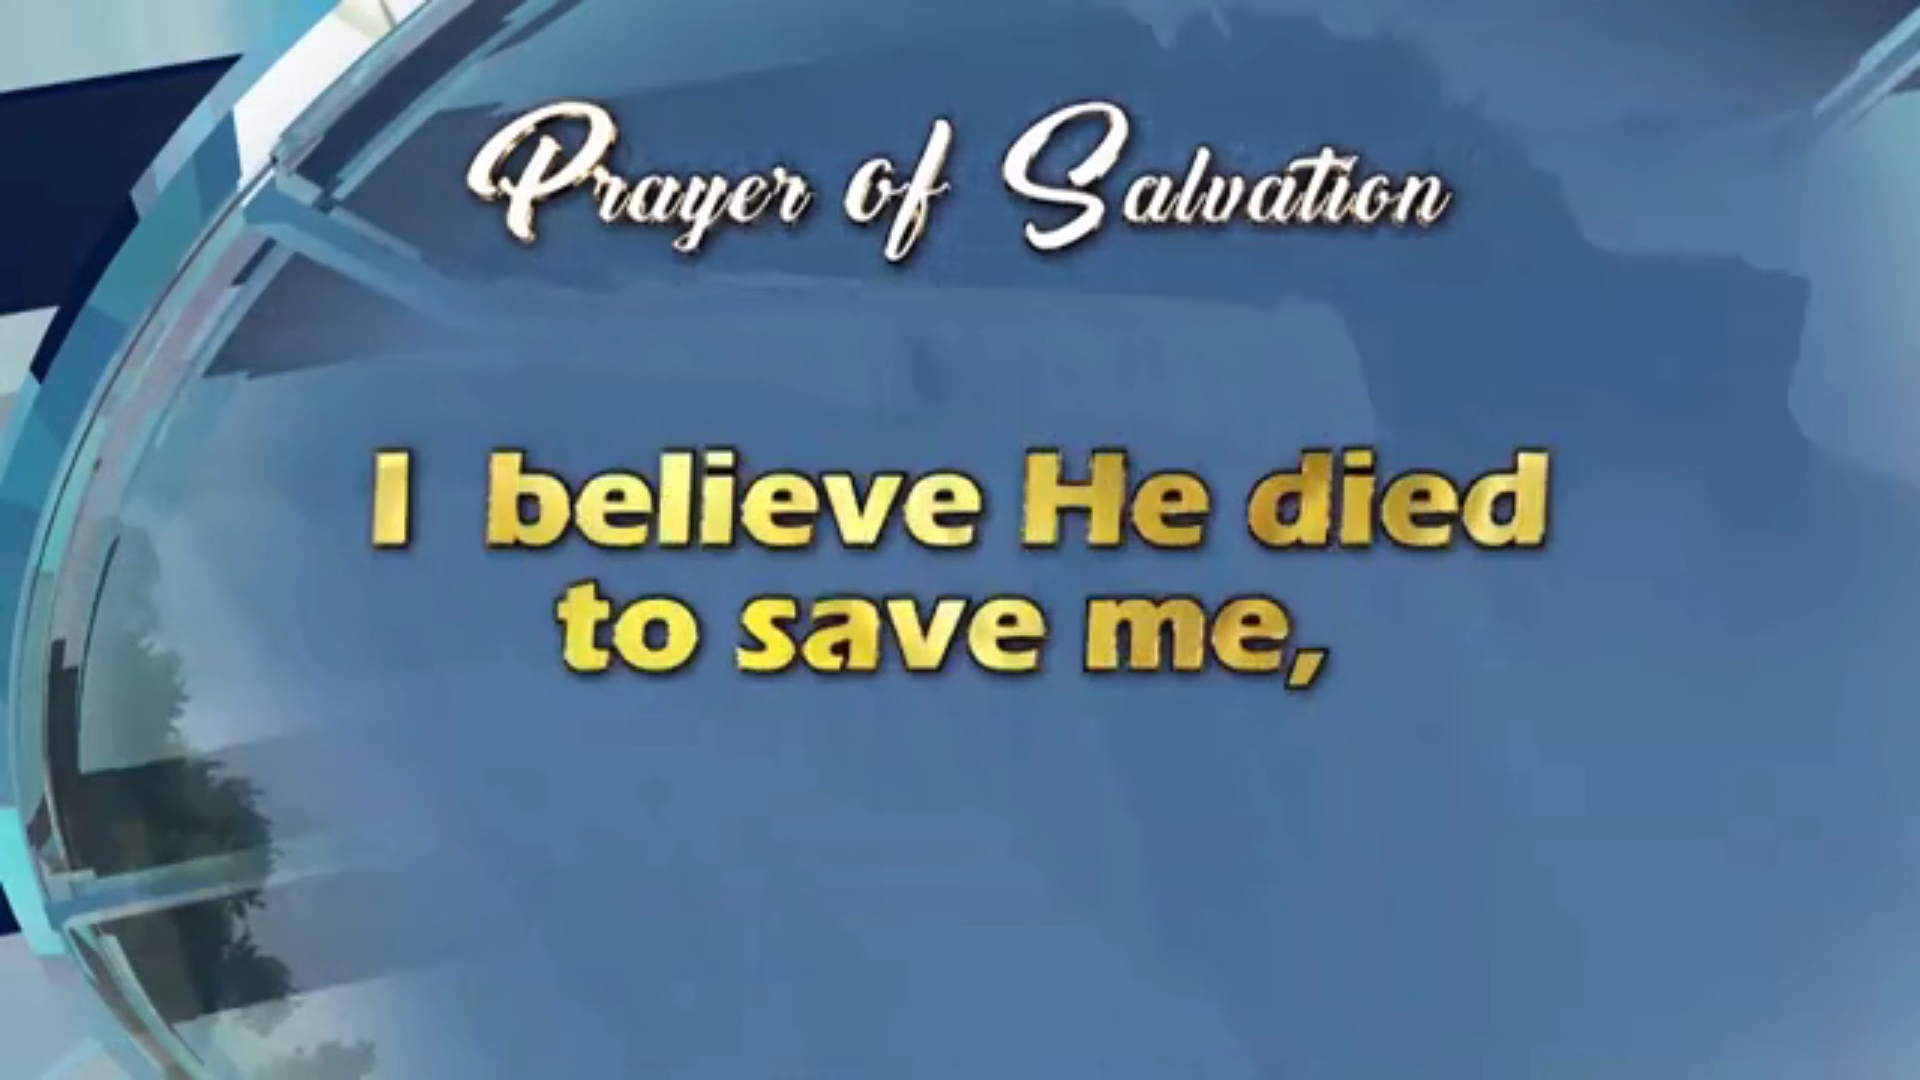 Prayer of Salvation
I believe He died
to save me,